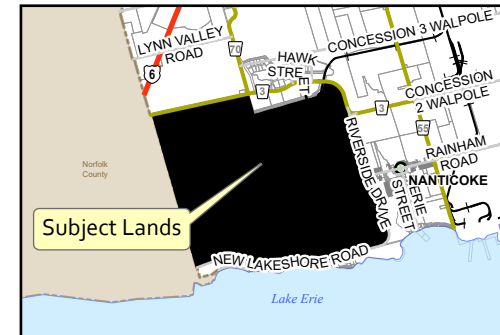 CONCESSION 3 WALPOLE
LYNN VALLEY
ROAD
70
HAWK
STREET
6
3
3
CONCESSION
2 WALPOLE
55
RIVERSIDE DRIVE
RAINHAM
ROAD
Norfolk
County
NANTICOKE
ERIE
STREET
Subject Lands
NEW LAKESHORE ROAD
Lake Erie